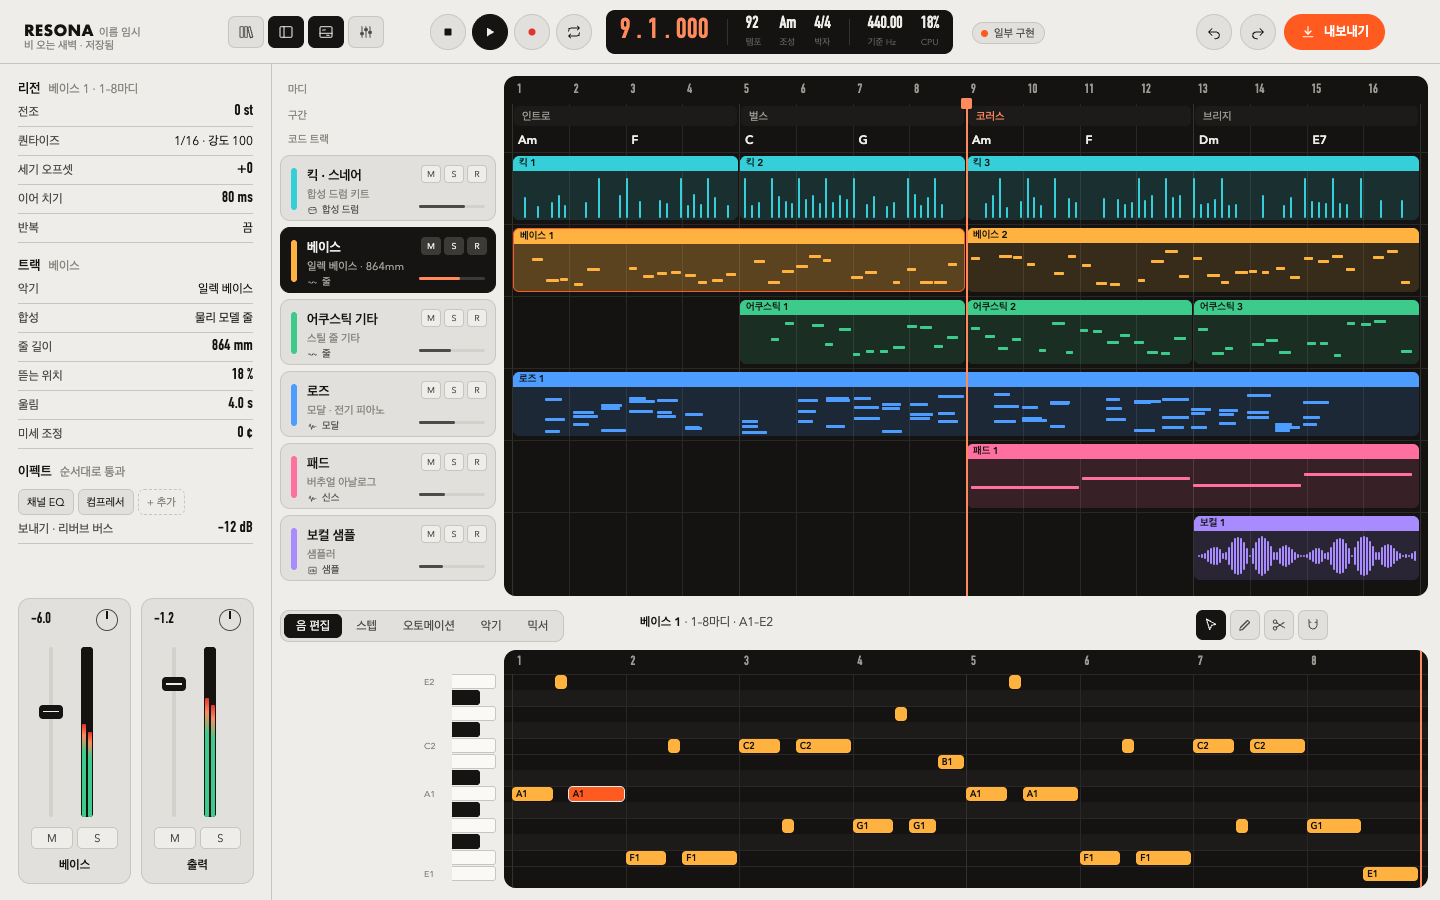 RESONA 이름 임시
비 오는 새벽 · 저장됨
9.1.000
92 Am 4/4 440.00 18%
템포 조성 박자 기준 Hz CPU
일부 구현
내보내기
리전 베이스 1 · 1–8마디
전조 0 st
퀀타이즈 1/16 · 강도 100
세기 오프셋 +0
이어 치기 80 ms
반복 끔
트랙 베이스
악기 일렉 베이스
합성 물리 모델 줄
줄 길이 864 mm
뜯는 위치 18 %
울림 4.0 s
미세 조정 0 ¢
이펙트 순서대로 통과
채널 EQ 컴프레서 + 추가
보내기 · 리버브 버스 −12 dB
−6.0 −1.2
M S M S
베이스 출력
마디
구간
코드 트랙
킥 · 스네어 M S R
합성 드럼 키트
합성 드럼
베이스 M S R
일렉 베이스 · 864mm
줄
어쿠스틱 기타 M S R
스틸 줄 기타
줄
로즈 M S R
모달 · 전기 피아노
모달
패드 M S R
버추얼 아날로그
신스
보컬 샘플 M S R
샘플러
샘플
1 2 3 4 5 6 7 8 9 10 11 12 13 14 15 16
인트로 벌스 코러스 브리지
Am F C G Am F Dm E7
킥 1 킥 2 킥 3
베이스 1 베이스 2
어쿠스틱 1 어쿠스틱 2 어쿠스틱 3
로즈 1
패드 1
보컬 1
음 편집 스텝 오토메이션 악기 믹서
베이스 1 · 1–8마디 · A1–E2
1 2 3 4 5 6 7 8
E2
C2 C2 C2 C2 C2
B1
A1 A1 A1 A1 A1
G1 G1 G1
F1 F1 F1 F1
E1 E1